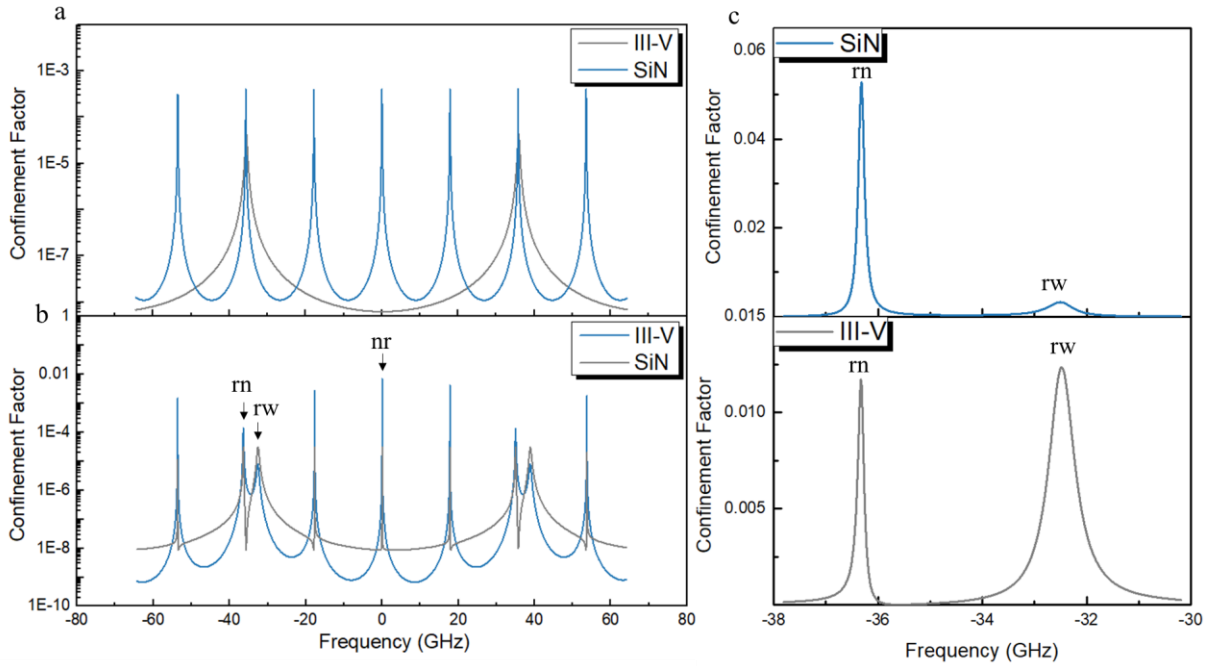 a
III-V
SiN
1E-3
1E-5
1E-7
1
Confinement Factor
b
III-V
SiN
nr
rn
rw
0.01
1E-4
1E-6
1E-8
1E-10
Confinement Factor
-80 -60 -40 -20 0 20 40 60 80
Frequency (GHz)
c
SiN
rn
rw
0.06
0.04
0.02
0.015
Confinement Factor
III-V
rn
rw
0.010
0.005
Confinement Factor
-38 -36 -34 -32 -30
Frequency (GHz)